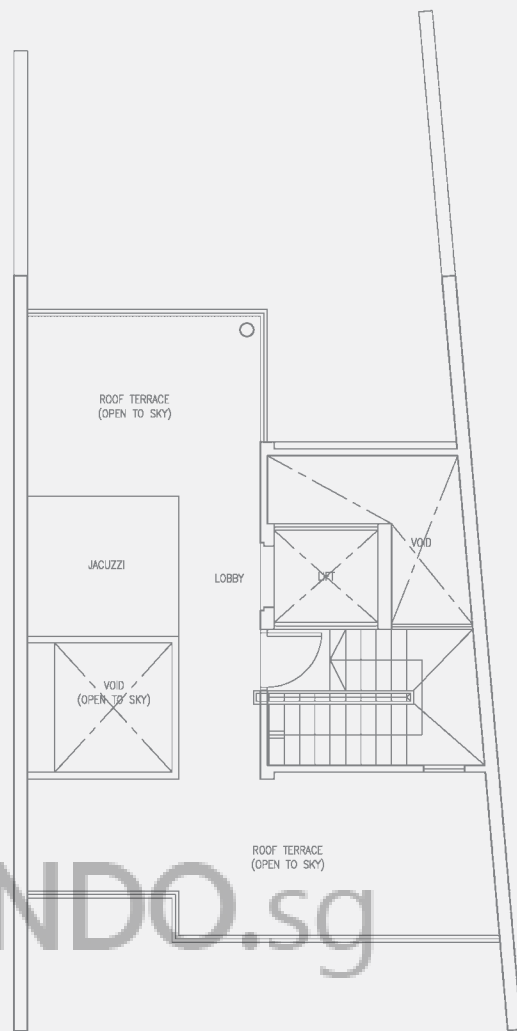 ROOF TERRACE
(OPEN TO SKY)
JACUZZI
LOBBY
LIFT
VOID
VOID
(OPEN TO SKY)
ROOF TERRACE
(OPEN TO SKY)
NDO.sg